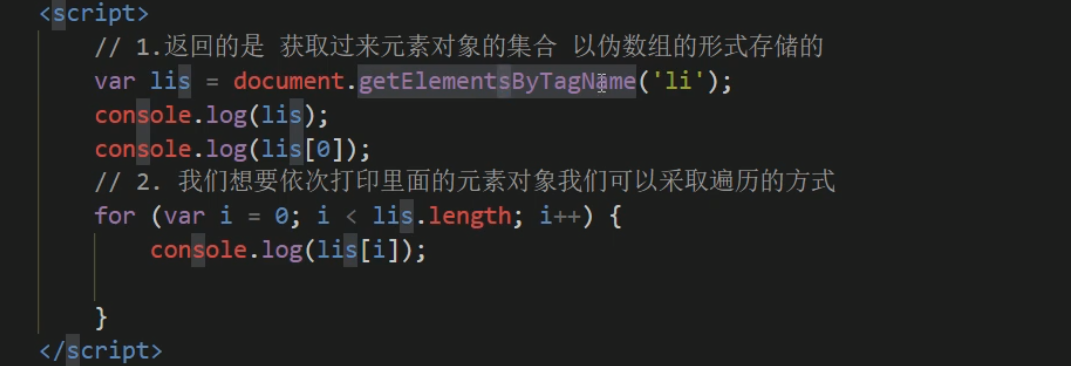 <script>
// 1.返回的是 获取过来元素对象的集合 以伪数组的形式存储的
var lis = document.getElementsByTagName('li');
console.log(lis);
console.log(lis[0]);
// 2. 我们想要依次打印里面的元素对象我们可以采取遍历的方式
for (var i = 0; i < lis.length; i++) {
console.log(lis[i]);
}
</script>